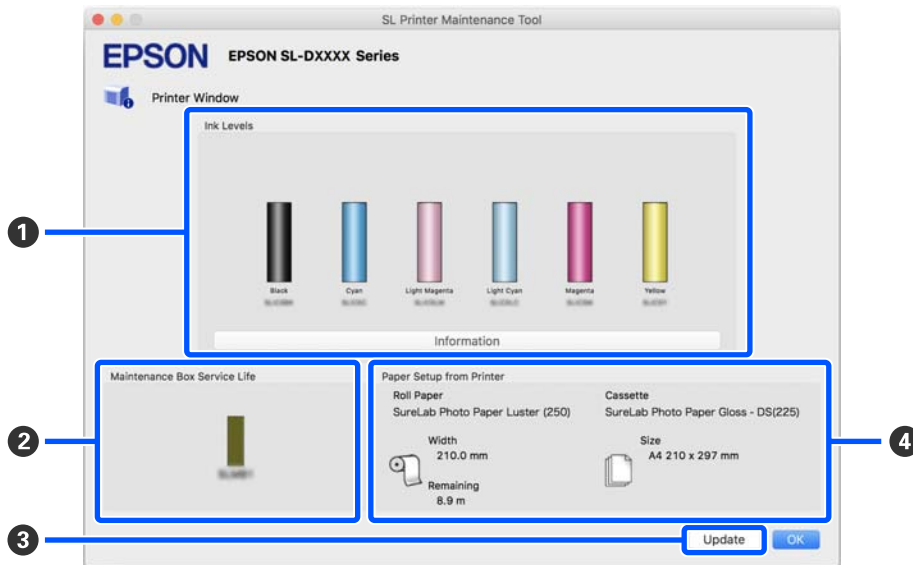 SL Printer Maintenance Tool
EPSON EPSON SL-DXXXX Series
Printer Window
Ink Levels
1
Black Cyan Light Magenta Light Cyan Magenta Yellow
Information
Maintenance Box Service Life
Paper Setup from Printer
Roll Paper Cassette
SureLab Photo Paper Luster (250) SureLab Photo Paper Gloss - DS(225)
2
4
Width Size
210.0 mm A4 210 x 297 mm
Remaining
8.9 m
3
Update OK